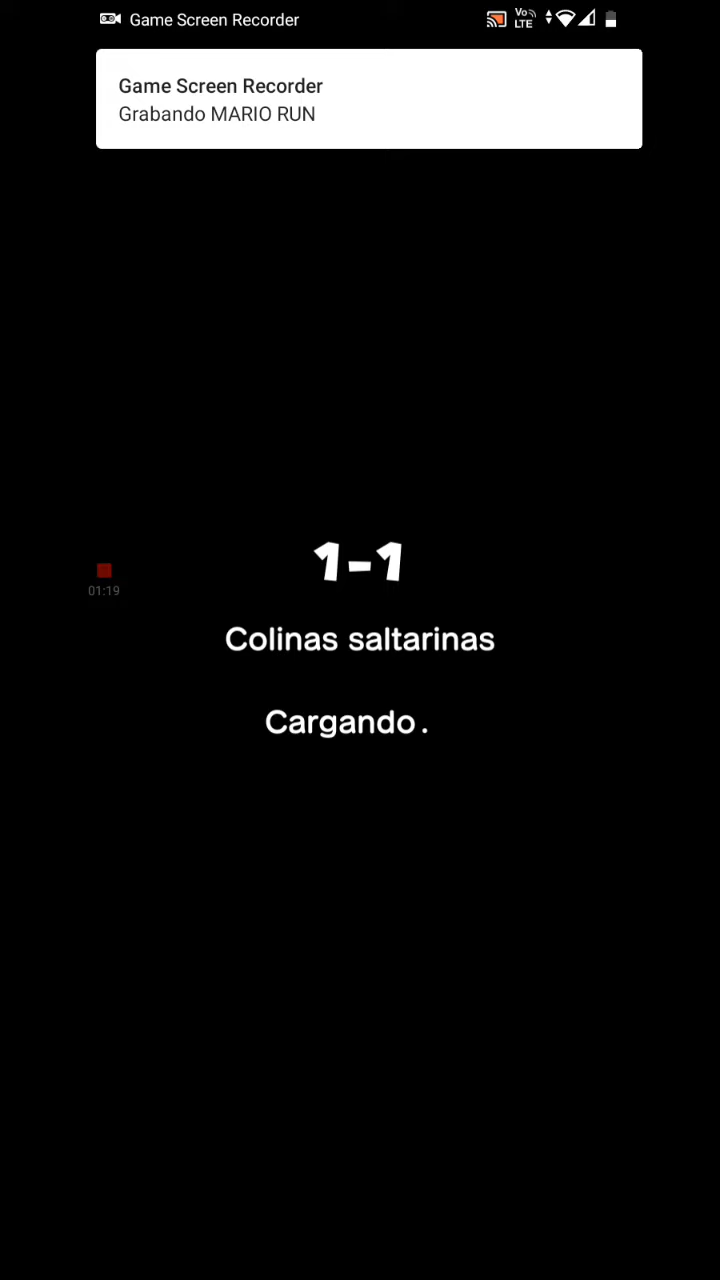 Game Screen Recorder
Vo LTE
Game Screen Recorder
Grabando MARIO RUN
1-1
01:19
Colinas saltarinas
Cargando.